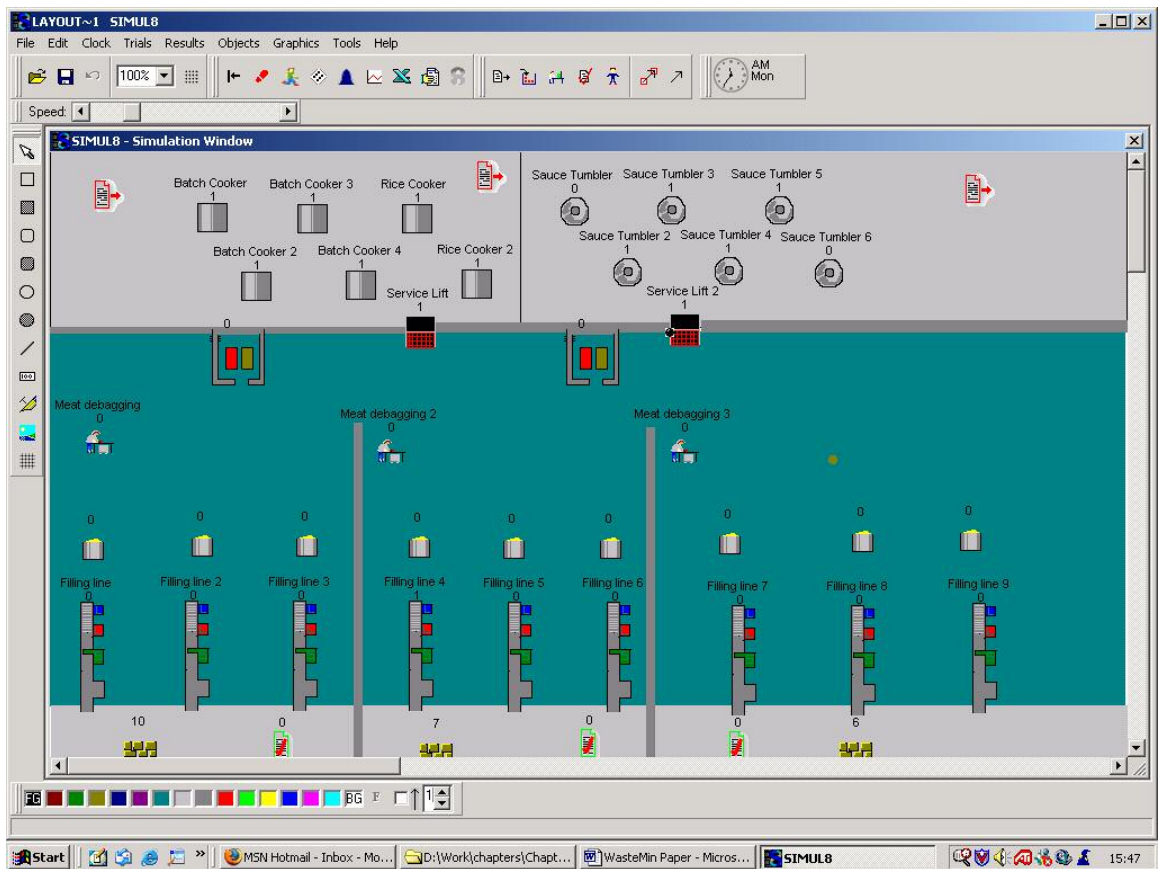 LAYOUT~1 SIMUL8
File Edit Clock Trials Results Objects Graphics Tools Help
100%
AM
Mon
Speed:
SIMUL8 - Simulation Window
Batch Cooker
1
Batch Cooker 3
1
Rice Cooker
1
Sauce Tumbler
0
Sauce Tumbler 3
1
Sauce Tumbler 5
1
Batch Cooker 2
1
Batch Cooker 4
1
Rice Cooker 2
1
Sauce Tumbler 2
1
Sauce Tumbler 4
1
Sauce Tumbler 6
0
Service Lift
1
Service Lift 2
1
0
0
Meat debagging
0
Meat debagging 2
0
Meat debagging 3
0
0 0 0 0 0 0 0 0 0
Filling line
0
Filling line 2
0
Filling line 3
0
Filling line 4
1
Filling line 5
0
Filling line 6
0
Filling line 7
0
Filling line 8
0
Filling line 9
0
10 0 7 0 0 6
FG BG F 1
Start
MSN Hotmail - Inbox - Mo...
D:\Work\chapters\Chapt...
WasteMin Paper - Micros...
SIMUL8
15:47